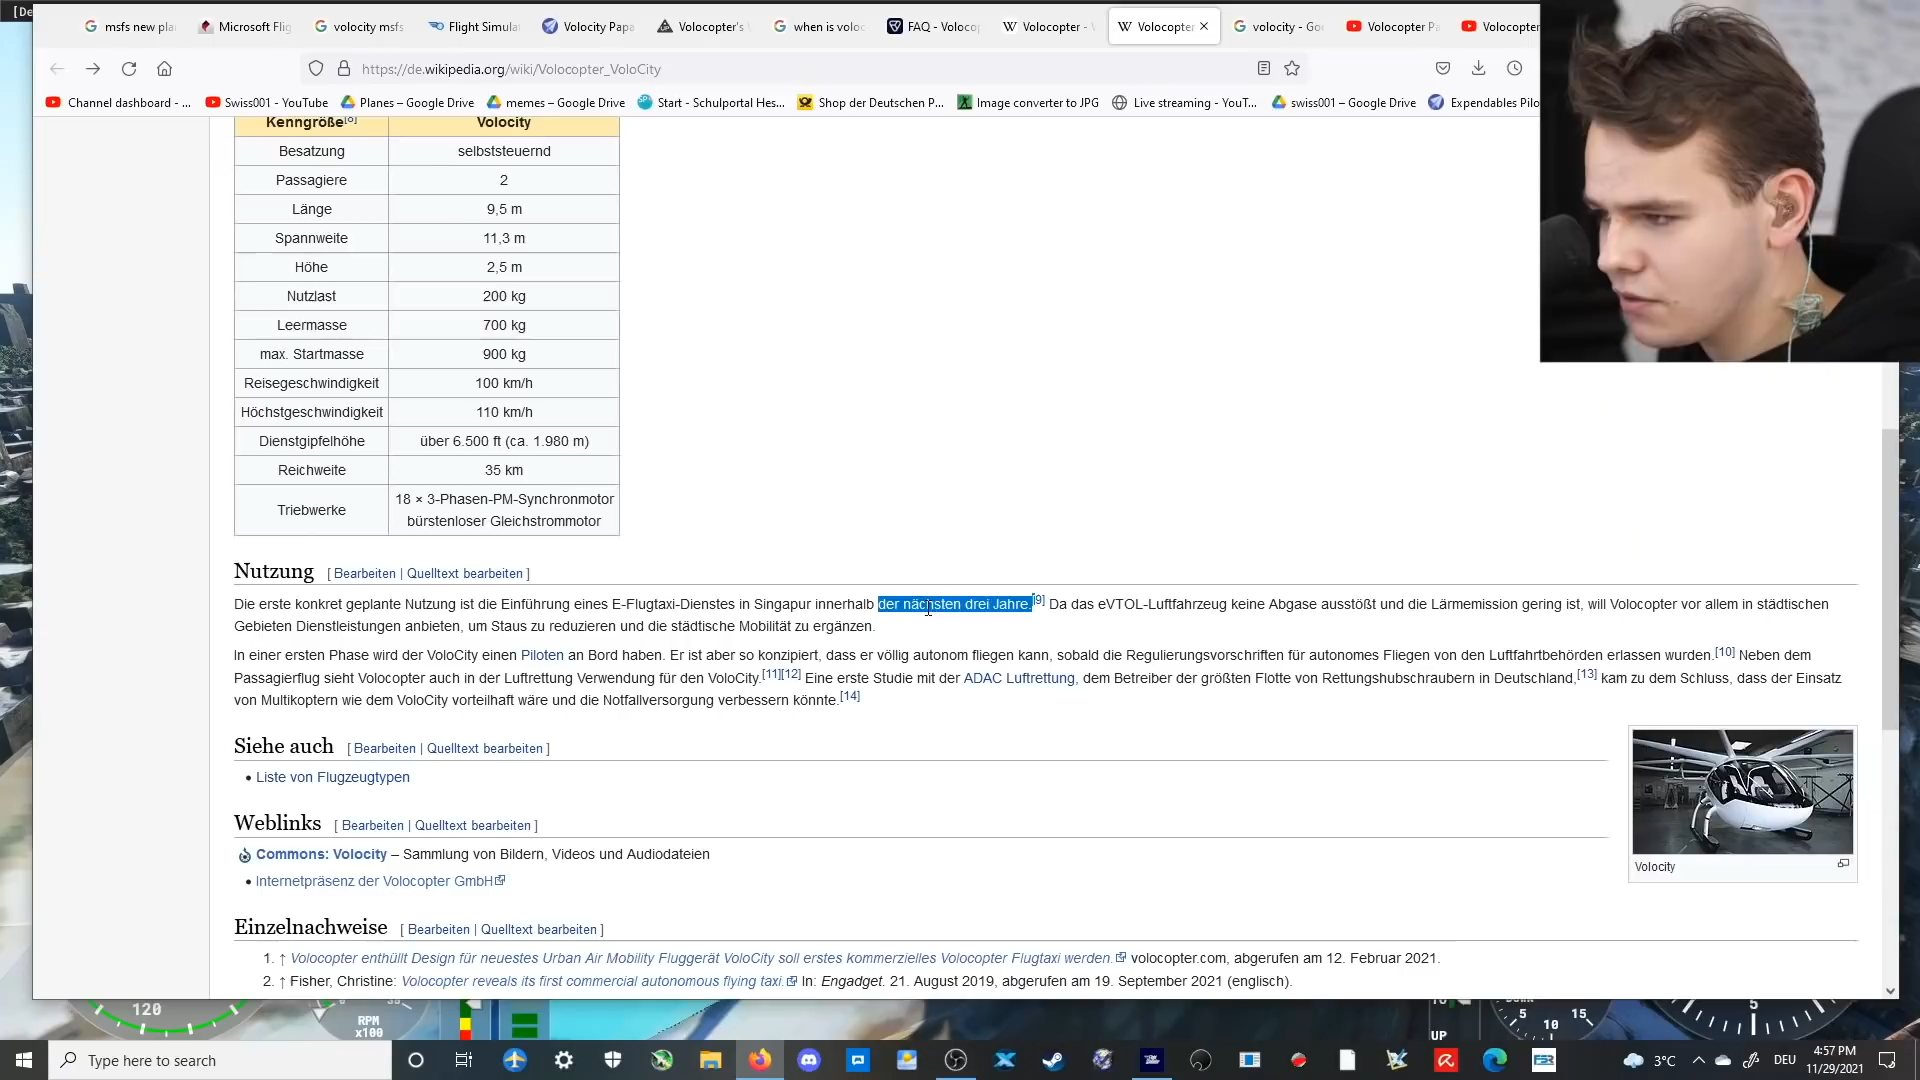 [De
msfs new pla
Microsoft Flig
volocity msfs
Flight Simula
Volocity Papa
Volocopter's V
when is voloc
FAQ - Volocop
Volocopter - W
Volocopter
volocity - Goo
Volocopter Pa
Volocopter
https://de.wikipedia.org/wiki/Volocopter_VoloCity
Channel dashboard - ...
Swiss001 - YouTube
Planes – Google Drive
memes – Google Drive
Start - Schulportal Hes...
Shop der Deutschen P...
Image converter to JPG
Live streaming - YouT...
swiss001 – Google Drive
Expendables Pilo
Kenngröße[8] Volocity
Besatzung selbststeuernd
Passagiere 2
Länge 9,5 m
Spannweite 11,3 m
Höhe 2,5 m
Nutzlast 200 kg
Leermasse 700 kg
max. Startmasse 900 kg
Reisegeschwindigkeit 100 km/h
Höchstgeschwindigkeit 110 km/h
Dienstgipfelhöhe über 6.500 ft (ca. 1.980 m)
Reichweite 35 km
Triebwerke 18 × 3-Phasen-PM-Synchronmotor
bürstenloser Gleichstrommotor
Nutzung [ Bearbeiten | Quelltext bearbeiten ]
Die erste konkret geplante Nutzung ist die Einführung eines E-Flugtaxi-Dienstes in Singapur innerhalb der nächsten drei Jahre.[9] Da das eVTOL-Luftfahrzeug keine Abgase ausstößt und die Lärmemission gering ist, will Volocopter vor allem in städtischen
Gebieten Dienstleistungen anbieten, um Staus zu reduzieren und die städtische Mobilität zu ergänzen.
In einer ersten Phase wird der VoloCity einen Piloten an Bord haben. Er ist aber so konzipiert, dass er völlig autonom fliegen kann, sobald die Regulierungsvorschriften für autonomes Fliegen von den Luftfahrtbehörden erlassen wurden.[10] Neben dem
Passagierflug sieht Volocopter auch in der Luftrettung Verwendung für den VoloCity.[11][12] Eine erste Studie mit der ADAC Luftrettung, dem Betreiber der größten Flotte von Rettungshubschraubern in Deutschland,[13] kam zu dem Schluss, dass der Einsatz
von Multikoptern wie dem VoloCity vorteilhaft wäre und die Notfallversorgung verbessern könnte.[14]
Siehe auch [ Bearbeiten | Quelltext bearbeiten ]
• Liste von Flugzeugtypen
Volocity
Weblinks [ Bearbeiten | Quelltext bearbeiten ]
Commons: Volocity – Sammlung von Bildern, Videos und Audiodateien
• Internetpräsenz der Volocopter GmbH
Einzelnachweise [ Bearbeiten | Quelltext bearbeiten ]
1. ↑ Volocopter enthüllt Design für neuestes Urban Air Mobility Fluggerät VoloCity soll erstes kommerzielles Volocopter Flugtaxi werden. volocopter.com, abgerufen am 12. Februar 2021.
2. ↑ Fisher, Christine: Volocopter reveals its first commercial autonomous flying taxi. In: Engadget. 21. August 2019, abgerufen am 19. September 2021 (englisch).
120
RPM
x100
UP
5
10
15
5
Type here to search
3°C
DEU
4:57 PM
11/29/2021